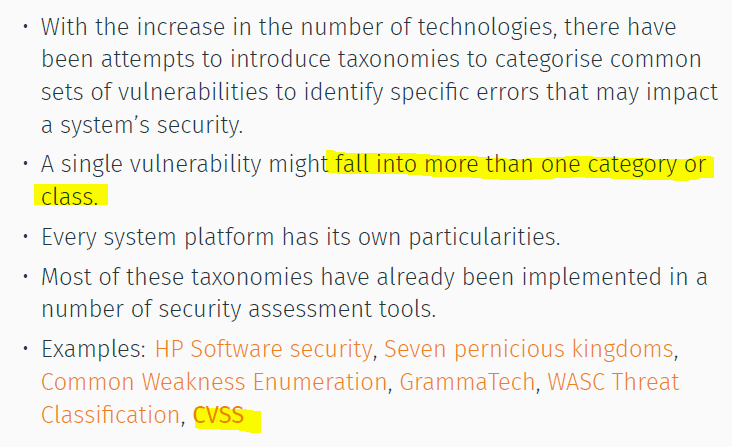 • With the increase in the number of technologies, there have
been attempts to introduce taxonomies to categorise common
sets of vulnerabilities to identify specific errors that may impact
a system’s security.
• A single vulnerability might fall into more than one category or
class.
• Every system platform has its own particularities.
• Most of these taxonomies have already been implemented in a
number of security assessment tools.
• Examples: HP Software security, Seven pernicious kingdoms,
Common Weakness Enumeration, GrammaTech, WASC Threat
Classification, CVSS